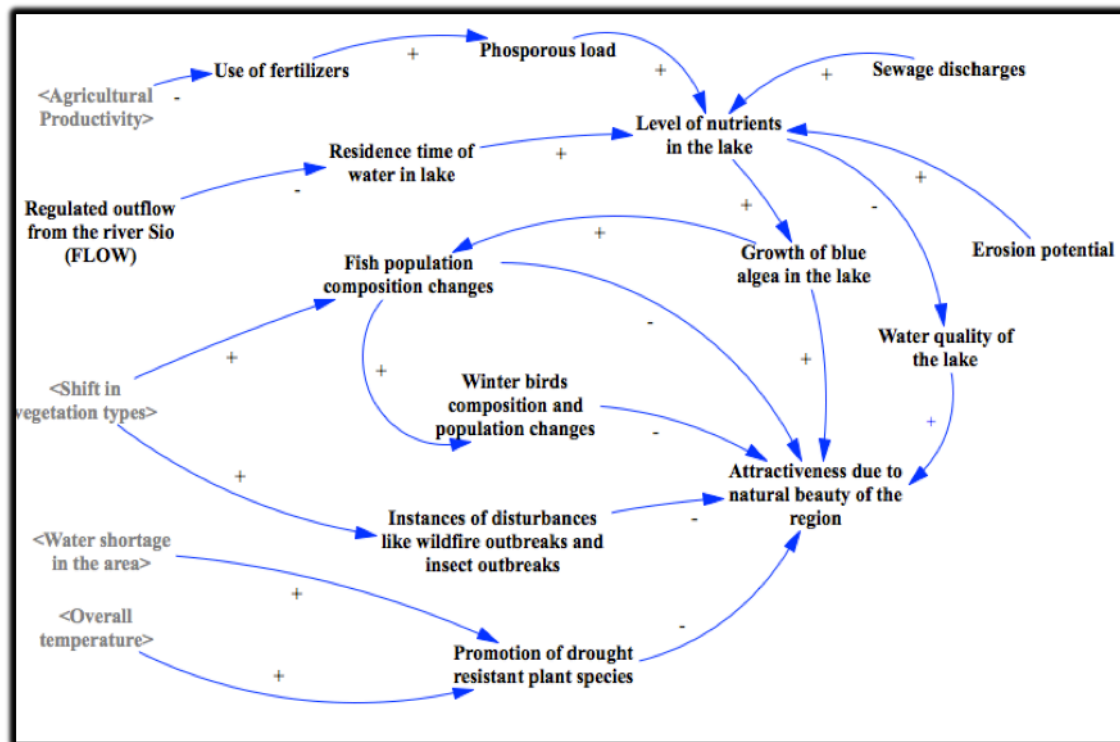 Use of fertilizers
+
Phosporous load
+
Sewage discharges
+
<Agricultural
Productivity>
-
Level of nutrients
in the lake
Residence time of
water in lake
+
-
+
-
+
Regulated outflow
from the river Sio
(FLOW)
Erosion potential
Growth of blue
algea in the lake
+
Fish population
composition changes
-
+
Water quality of
the lake
+
+
<Shift in
vegetation types>
+
Winter birds
composition and
population changes
-
+
Attractiveness due to
natural beauty of the
region
+
Instances of disturbances
like wildfire outbreaks and
insect outbreaks
-
<Water shortage
in the area>
+
<Overall
temperature>
+
Promotion of drought
resistant plant species
-